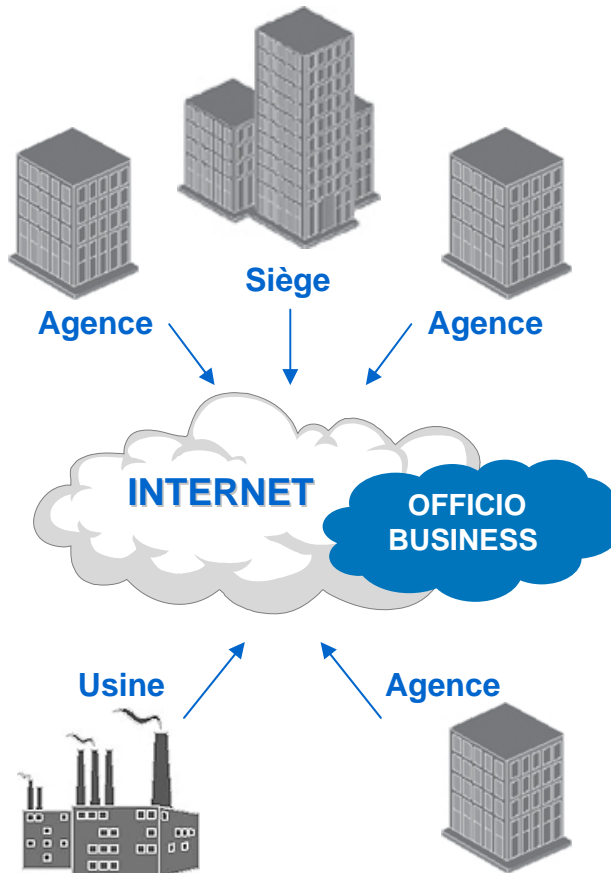 Siège
Agence
Agence
INTERNET
OFFICIO
BUSINESS
Usine
Agence